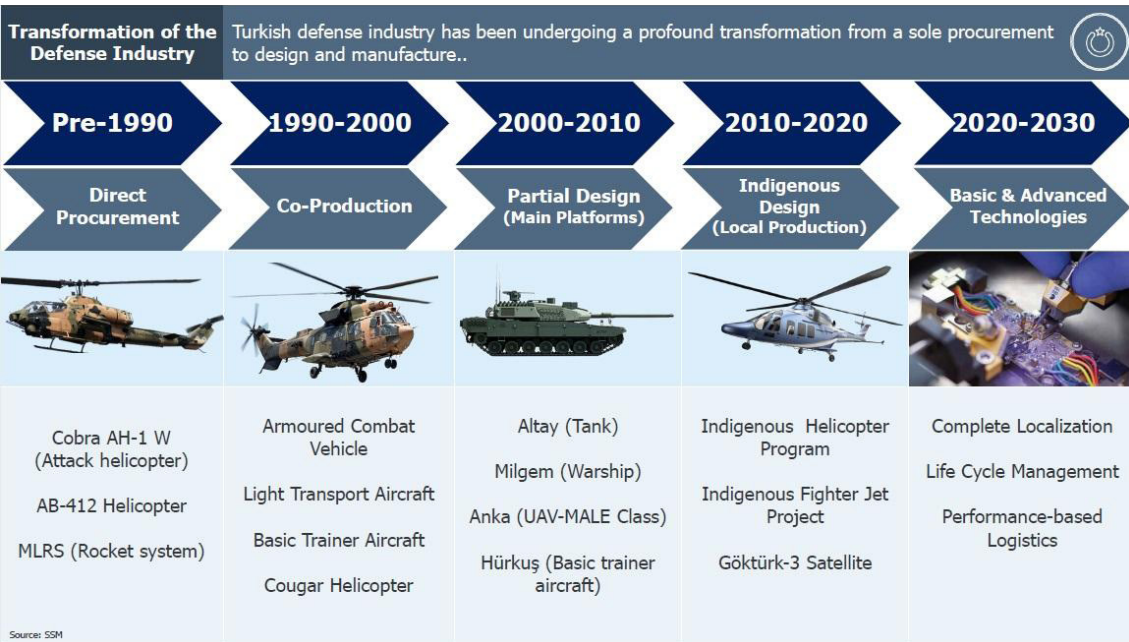 Transformation of the
Defense Industry
Turkish defense industry has been undergoing a profound transformation from a sole procurement
to design and manufacture..
Pre-1990
1990-2000
2000-2010
2010-2020
2020-2030
Direct
Procurement
Co-Production
Partial Design
(Main Platforms)
Indigenous
Design
(Local Production)
Basic & Advanced
Technologies
Cobra AH-1 W
(Attack helicopter)
AB-412 Helicopter
MLRS (Rocket system)
Armoured Combat
Vehicle
Light Transport Aircraft
Basic Trainer Aircraft
Cougar Helicopter
Altay (Tank)
Milgem (Warship)
Anka (UAV-MALE Class)
Hürkuş (Basic trainer
aircraft)
Indigenous Helicopter
Program
Indigenous Fighter Jet
Project
Göktürk-3 Satellite
Complete Localization
Life Cycle Management
Performance-based
Logistics
Source: SSM